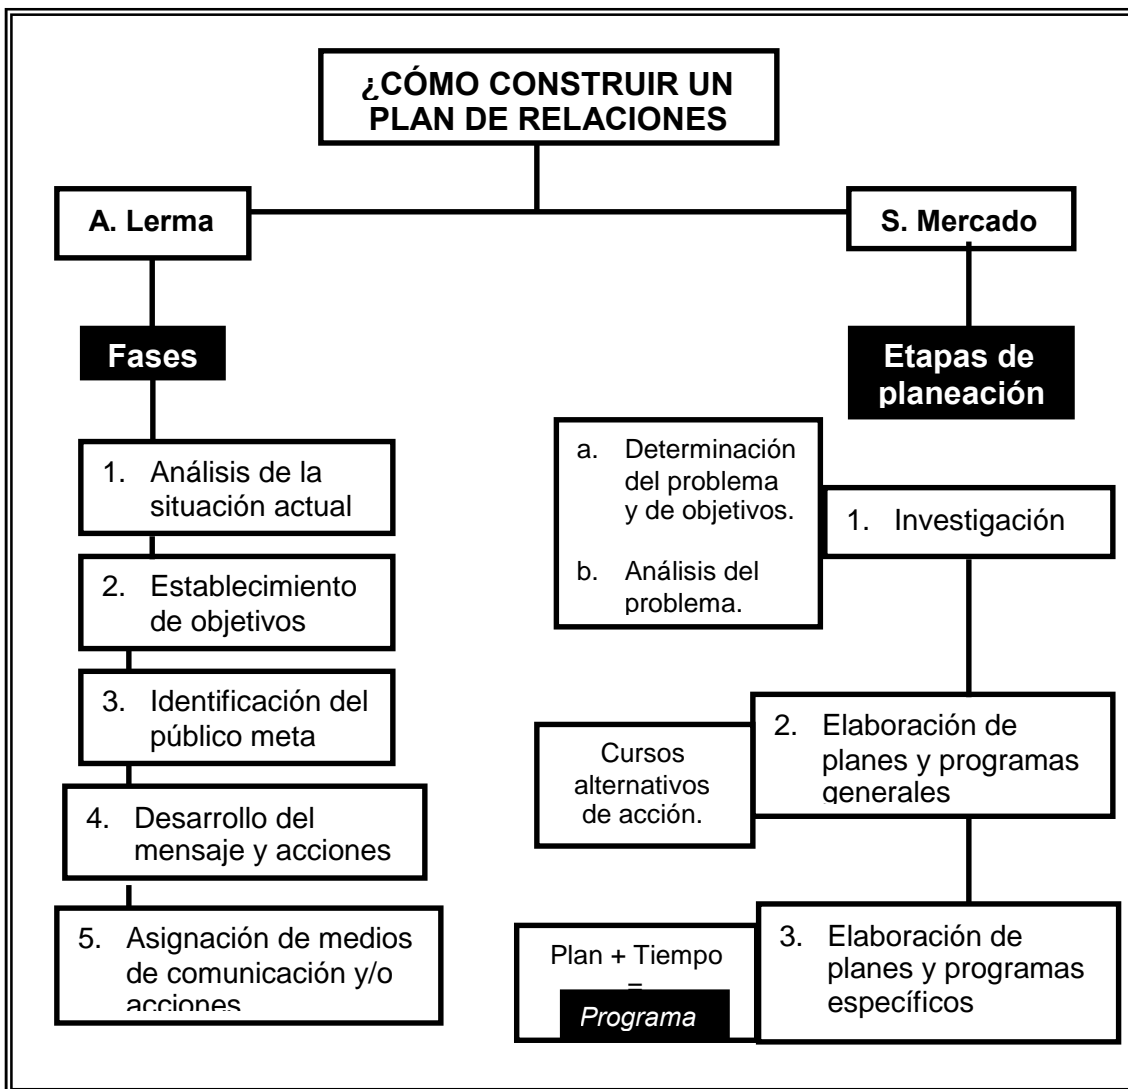 ¿CÓMO CONSTRUIR UN
PLAN DE RELACIONES
A. Lerma
Fases
1. Análisis de la
situación actual
2. Establecimiento
de objetivos
3. Identificación del
público meta
4. Desarrollo del
mensaje y acciones
5. Asignación de medios
de comunicación y/o
acciones
S. Mercado
Etapas de
planeación
a. Determinación
del problema
y de objetivos.
b. Análisis del
problema.
1. Investigación
Cursos
alternativos
de acción.
2. Elaboración de
planes y programas
generales
Plan + Tiempo
=
Programa
3. Elaboración de
planes y programas
específicos